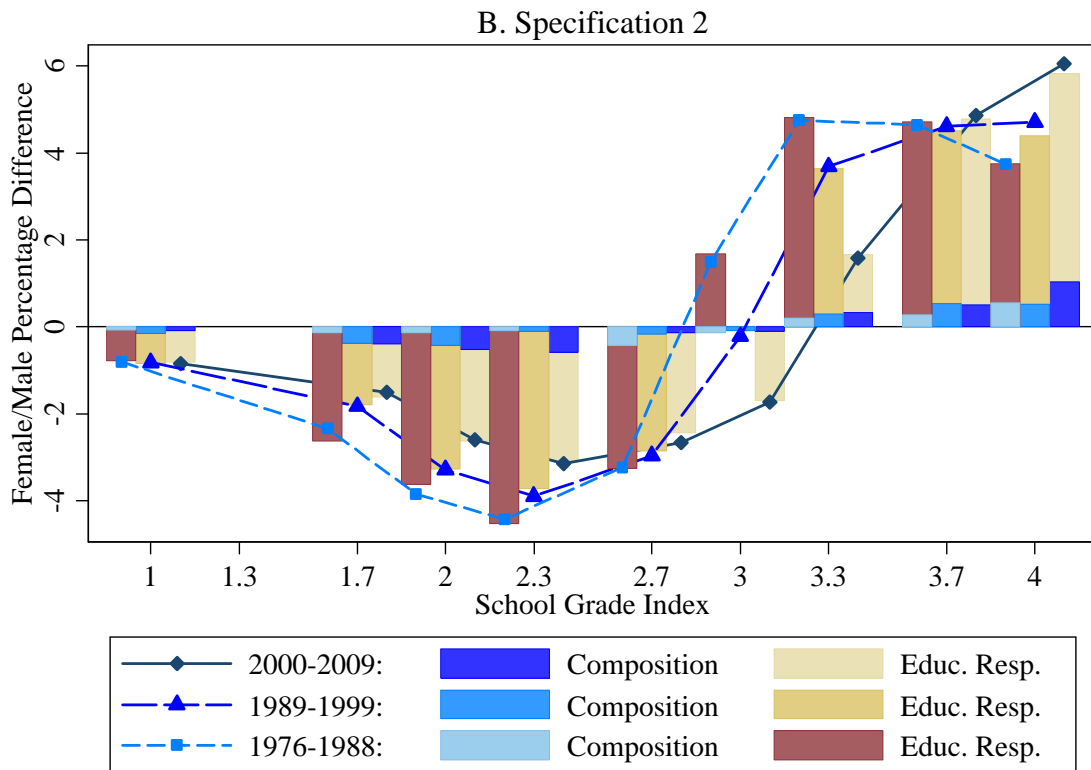 B. Specification 2
Female/Male Percentage Difference
6
4
2
0
-2
-4
1 1.3 1.7 2 2.3 2.7 3 3.3 3.7 4
School Grade Index
2000-2009: Composition Educ. Resp.
1989-1999: Composition Educ. Resp.
1976-1988: Composition Educ. Resp.